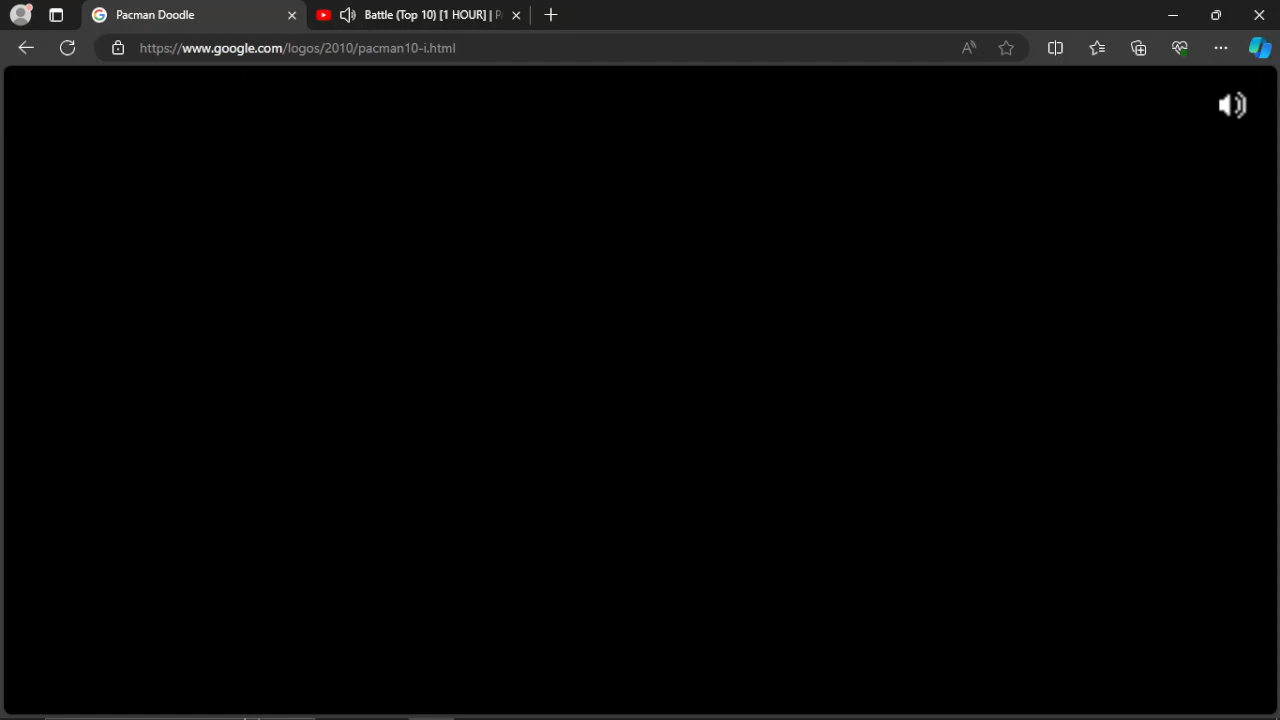 Pacman Doodle
Battle (Top 10) [1 HOUR] |
https://www.google.com/logos/2010/pacman10-i.html